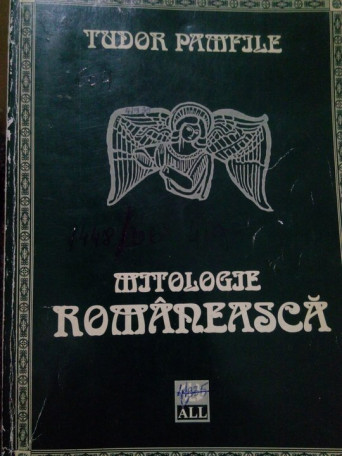 TUDOR PAMFILE
MITOLOGIE
ROMÂNEASCĂ
ALL